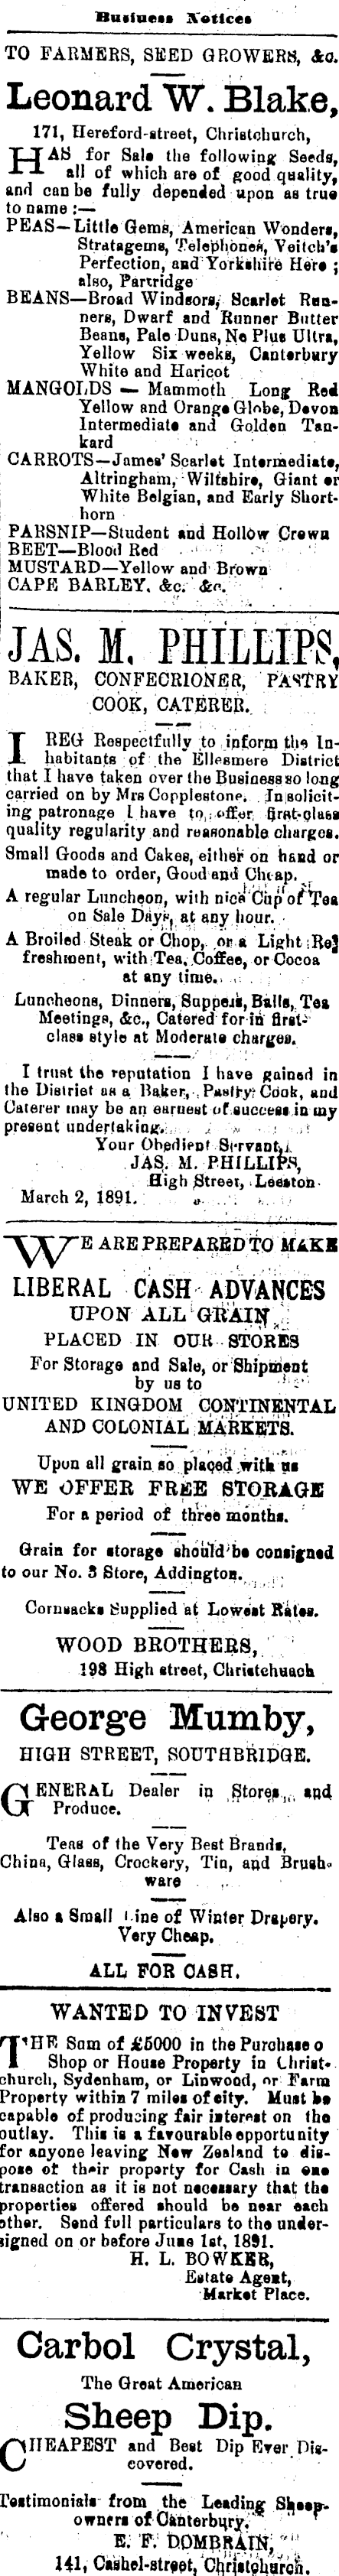 Business Notices
TO FARMERS, SEED GROWERS, &c.
Leonard W. Blake,
171, Hereford-street, Christchurch,
HAS for Sale the following Seeds,
all of which are of good quality,
and can be fully depended upon as true
to name :—
PEAS—Little Gems, American Wonders,
Stratagems, Telephones, Veitch's
Perfection, and Yorkshire Hero ;
also, Partridge
BEANS—Broad Windsors, Scarlet Run-
ners, Dwarf and Runner Butter
Beans, Pale Duns, Ne Plus Ultra,
Yellow Six weeks, Canterbury
White and Haricot
MANGOLDS — Mammoth Long Red
Yellow and Orange Globe, Devon
Intermediate and Golden Tan-
kard
CARROTS—James' Scarlet Intermediate,
Altringham, Wiltshire, Giant or
White Belgian, and Early Short-
horn
PARSNIP—Student and Hollow Crown
BEET—Blood Red
MUSTARD—Yellow and Brown
CAPE BARLEY, &c. &c.
JAS. M. PHILLIPS,
BAKER, CONFECRIONER, PASTRY
COOK, CATERER.
I BEG Respectfully to inform the In-
habitants of the Ellesmere District
that I have taken over the Business so long
carried on by Mrs Copplestone. In solicit-
ing patronage I have to offer first-class
quality regularity and reasonable charges.
Small Goods and Cakes, either on hand or
made to order, Good and Cheap.
A regular Luncheon, with nice Cup of Tea
on Sale Days, at any hour.
A Broiled Steak or Chop, or a Light Re
freshment, with Tea, Coffee, or Cocoa
at any time.
Luncheons, Dinners, Suppers, Balls, Tea
Meetings, &c., Catered for in first-
class style at Moderate charges.
I trust the reputation I have gained in
the District as a Baker, Pastry Cook, and
Caterer may be an earnest of success in my
present undertaking.
Your Obedient Servant,
JAS. M. PHILLIPS,
High Street, Leeston
March 2, 1891.
WE ARE PREPARED TO MAKE
LIBERAL CASH ADVANCES
UPON ALL GRAIN
PLACED IN OUR STORES
For Storage and Sale, or Shipment
by us to
UNITED KINGDOM CONTINENTAL
AND COLONIAL MARKETS.
Upon all grain so placed with us
WE OFFER FREE STORAGE
For a period of three months.
Grain for storage should be consigned
to our No. 3 Store, Addington.
Cornsacks Supplied at Lowest Rates.
WOOD BROTHERS,
198 High street, Christchuach
George Mumby,
HIGH STREET, SOUTHBRIDGE.
GENERAL Dealer in Stores, and
Produce.
Teas of the Very Best Brands,
China, Glass, Crockery, Tin, and Brush-
ware
Also a Small Line of Winter Drapery.
Very Cheap.
ALL FOR CASH.
WANTED TO INVEST
THE Sum of £5000 in the Purchase o
Shop or House Property in Christ-
church, Sydenham, or Linwood, or Farm
Property within 7 miles of city. Must be
capable of producing fair interest on the
outlay. This is a favourable opportunity
for anyone leaving New Zealand to dis-
pose of their property for Cash in one
transaction as it is not necessary that the
properties offered should be near each
other. Send full particulars to the under-
signed on or before June 1st, 1891.
H. L. BOWKER,
Estate Agent,
Market Place.
Carbol Crystal,
The Great American
Sheep Dip.
CHEAPEST and Best Dip Ever Dis-
covered.
Testimonials from the Leading Sheep-
owners of Canterbury.
E. F. DOMBRAIN,
141, Cashel-street, Christchurch.